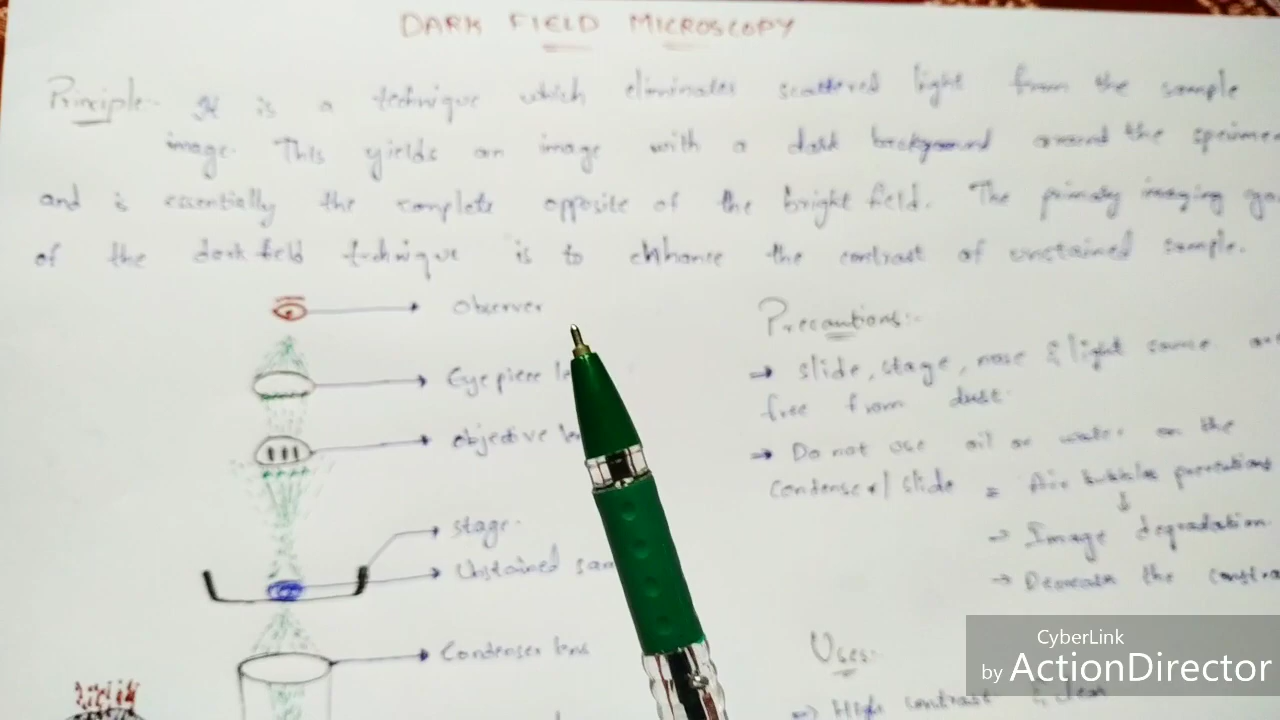 DARK FIELD MICROSCOPY
Principle:- It is a technique which eliminates scattered light from the sample
image. This yields an image with a dark background around the specimen
and is essentially the complete opposite of the bright field. The primary imaging
of the dark field technique is to enhance the contrast of unstained sample.
Observer
Eye piece
objective
stage.
Unstained
Condenser lens
Precautions:-
→ slide, stage, nose & light source
free from dust.
→ Do not use oil or water on the
condenser / slide = Air bubbles
↓
→ Image degradation.
→ Decrease the
Uses:-
→ High contrast & clean
CyberLink
by ActionDirector